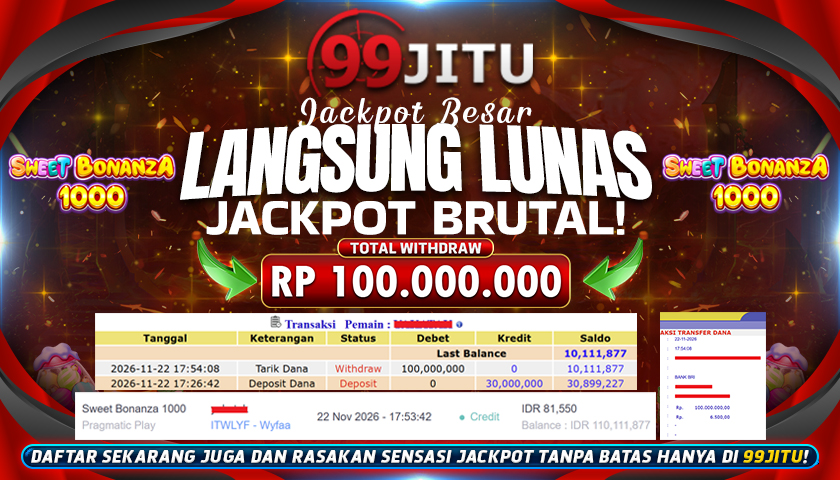 99JITU
Jackpot Besar
LANGSUNG LUNAS
JACKPOT BRUTAL!
SWEET BONANZA
1000
SWEET BONANZA
1000
TOTAL WITHDRAW
RP 100.000.000
Transaksi Pemain :
Tanggal Keterangan Status Debet Kredit Saldo
Last Balance 10,111,877
2026-11-22 17:54:08 Tarik Dana Withdraw 100,000,000 0 10,111,877
2026-11-22 17:26:42 Deposit Dana Deposit 0 30,000,000 30,899,227
AKSI TRANSFER DANA
22-11-2026
17:54:08
BANK BRI
Rp. 100.000.000,00
Rp. 6.500,00
Sweet Bonanza 1000
Pragmatic Play
ITWLYF - Wyfaa
22 Nov 2026 - 17:53:42
Credit
IDR 81,550
Balance : IDR 110,111,877
DAFTAR SEKARANG JUGA DAN RASAKAN SENSASI JACKPOT TANPA BATAS HANYA DI 99JITU!